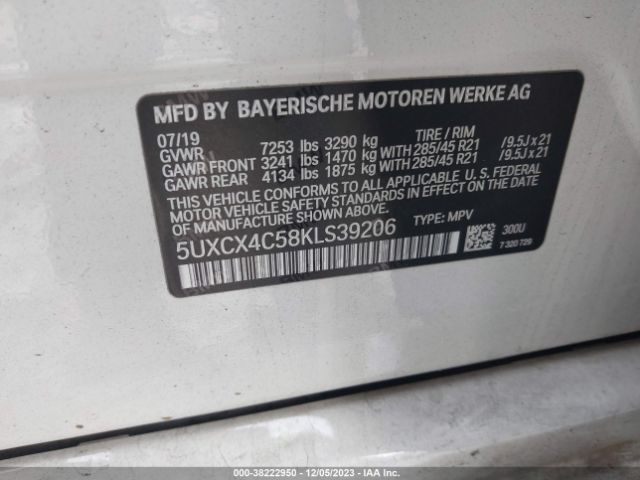 MFD BY BAYERISCHE MOTOREN WERKE AG
07/19 TIRE / RIM
GVWR 7253 lbs 3290 kg
GAWR FRONT 3241 lbs 1470 kg WITH 285/45 R21 /9.5J x 21
GAWR REAR 4134 lbs 1875 kg WITH 285/45 R21 /9.5J x 21
THIS VEHICLE CONFORMS TO ALL APPLICABLE U. S. FEDERAL
MOTOR VEHICLE SAFETY STANDARDS IN EFFECT ON THE DATE
OF MANUFACTURE SHOWN ABOVE.
5UXCX4C58KLS39206 TYPE: MPV
300U
7 320 729
000-38222950 • 12/05/2023 • IAA Inc.